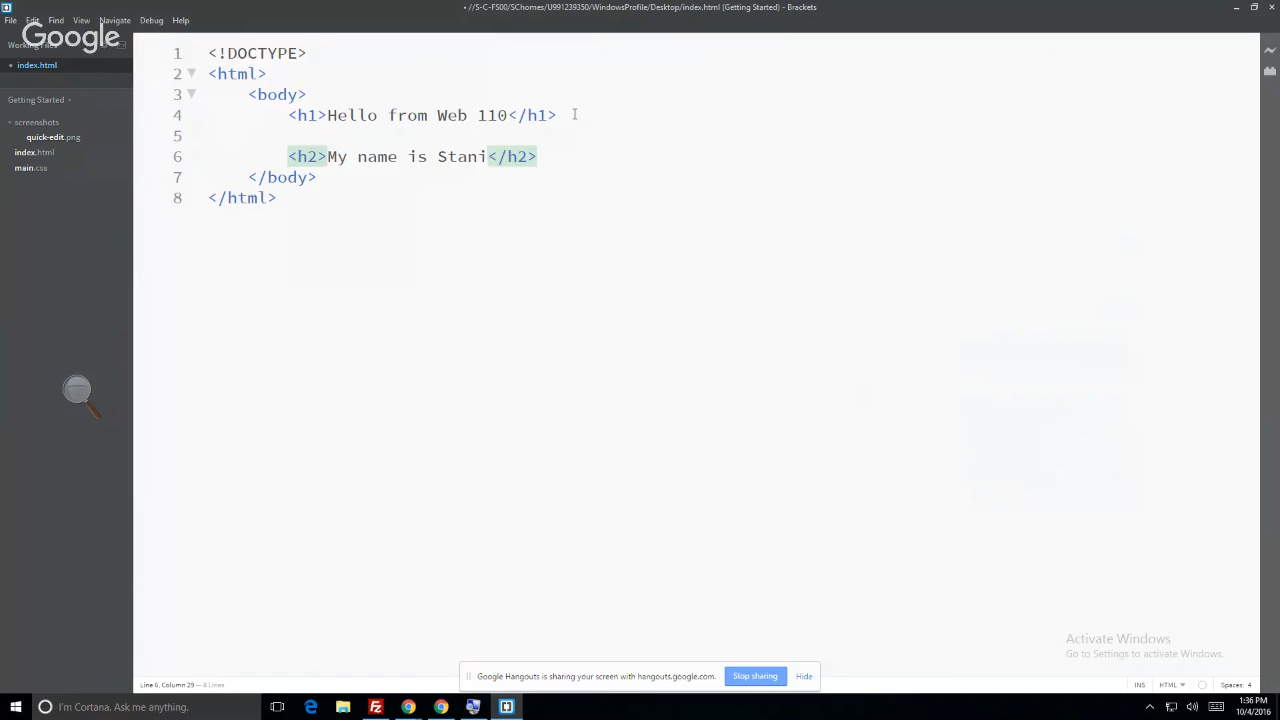 • //S-C-FS00/SChomes/U991239350/WindowsProfile/Desktop/index.html (Getting Started) - Brackets
File Edit Find View Navigate Debug Help
Google
Working Files
index.html
Getting Started
screenshots
quick-edit.png
index.html
main.css
1 <!DOCTYPE>
2 <html>
3 <body>
4 <h1>Hello from Web 110</h1>
5
6 <h2>My name is Stani</h2>
7 </body>
8 </html>
Activate Windows
Go to Settings to activate Windows.
Google Hangouts is sharing your screen with hangouts.google.com. Stop sharing Hide
Line 6, Column 29 — 8 Lines
INS HTML Spaces: 4
I'm Cortana. Ask me anything.
1:36 PM
10/4/2016